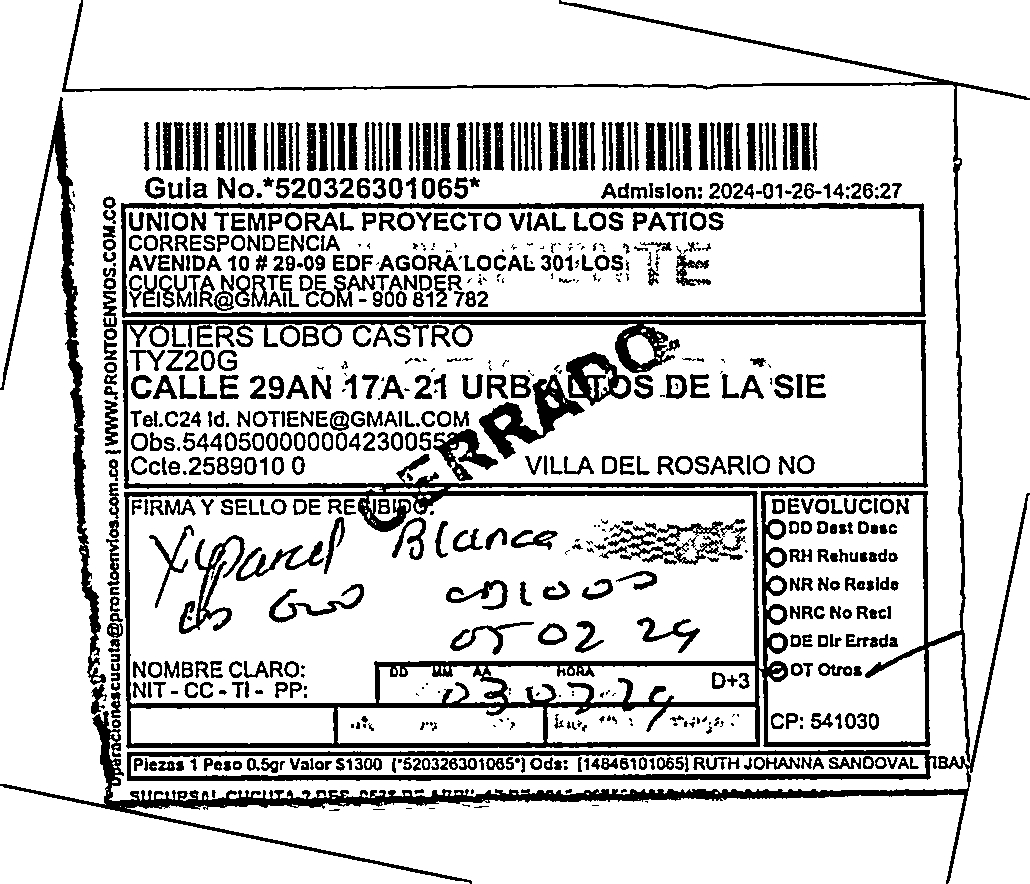 Guia No.*520326301065*
Admision: 2024-01-26-14:26:27
UNION TEMPORAL PROYECTO VIAL LOS PATIOS
CORRESPONDENCIA
AVENIDA 10 # 29-09 EDF AGORA LOCAL 301 LOS
CUCUTA NORTE DE SANTANDER
YEISMIR@GMAIL COM - 900 812 782
YOLIERS LOBO CASTRO
TYZ20G
CALLE 29AN 17A 21 URB ALTOS DE LA SIE
Tel.C24 Id. NOTIENE@GMAIL.COM
Ccte.2589010 0
VILLA DEL ROSARIO NO
CERRADO
FIRMA Y SELLO DE RECIBIDO:
Blanca
05 02 24
NOMBRE CLARO:
NIT - CC - TI - PP:
DD MM AA HORA
D+3
DEVOLUCION
DD Dest Desc
RH Rehusado
NR No Reside
NRC No Recl
DE Dir Errada
OT Otros
CP: 541030
Piezas 1 Peso 0.5gr Valor $1300 (*520326301065*) Ods: [14846101065] RUTH JOHANNA SANDOVAL TIBAN
Operacionescucuta@prontoenvios.com.co | WWW.PRONTOENVIOS.COM.CO